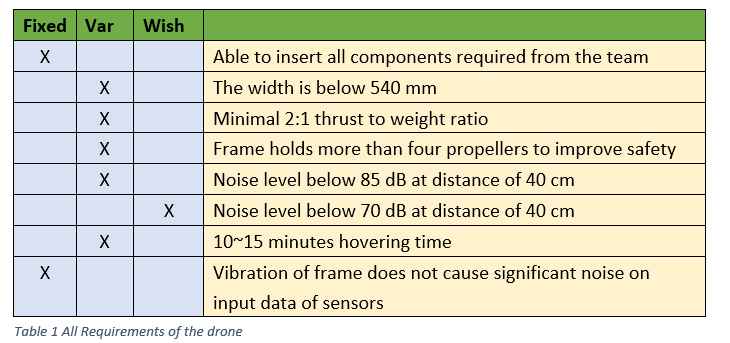 Fixed Var Wish
X Able to insert all components required from the team
X The width is below 540 mm
X Minimal 2:1 thrust to weight ratio
X Frame holds more than four propellers to improve safety
X Noise level below 85 dB at distance of 40 cm
X Noise level below 70 dB at distance of 40 cm
X 10~15 minutes hovering time
X Vibration of frame does not cause significant noise on
input data of sensors
Table 1 All Requirements of the drone